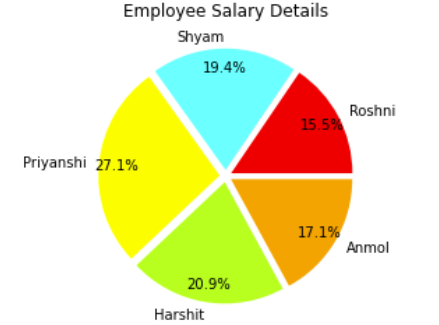 Employee Salary Details
Shyam
19.4%
Roshni
15.5%
Priyanshi
27.1%
17.1%
Anmol
20.9%
Harshit